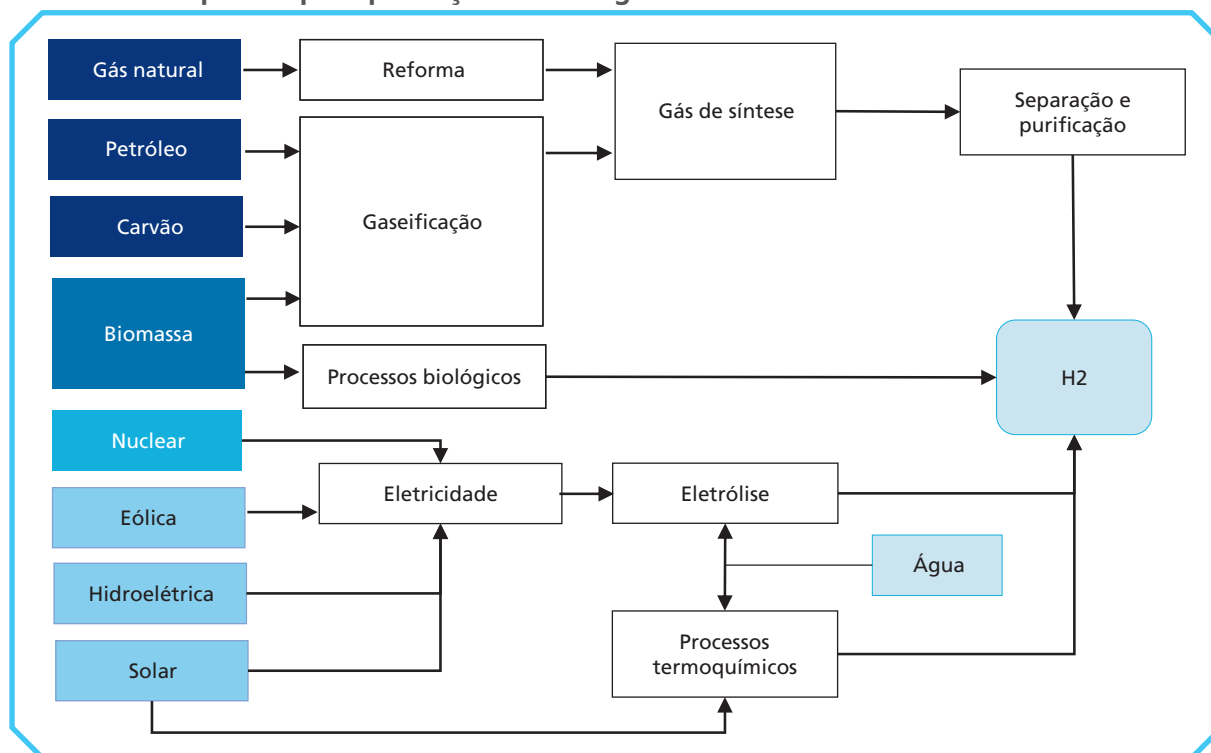 Gás natural
Reforma
Gás de síntese
Separação e
purificação
Petróleo
Carvão
Gaseificação
Biomassa
Processos biológicos
H2
Nuclear
Eletricidade
Eletrólise
Eólica
Água
Hidroelétrica
Processos
termoquímicos
Solar